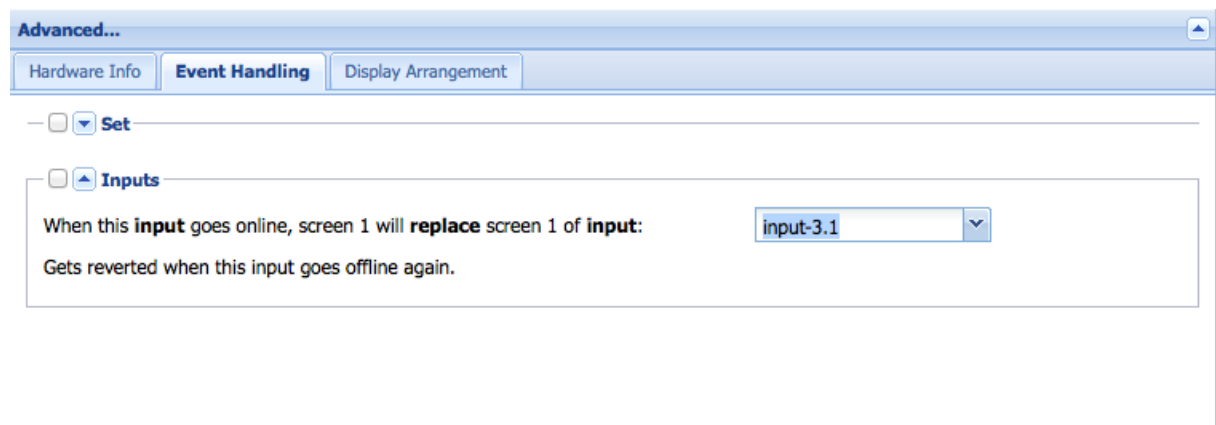 Advanced...
Hardware Info Event Handling Display Arrangement
Set
Inputs
When this input goes online, screen 1 will replace screen 1 of input: input-3.1
Gets reverted when this input goes offline again.